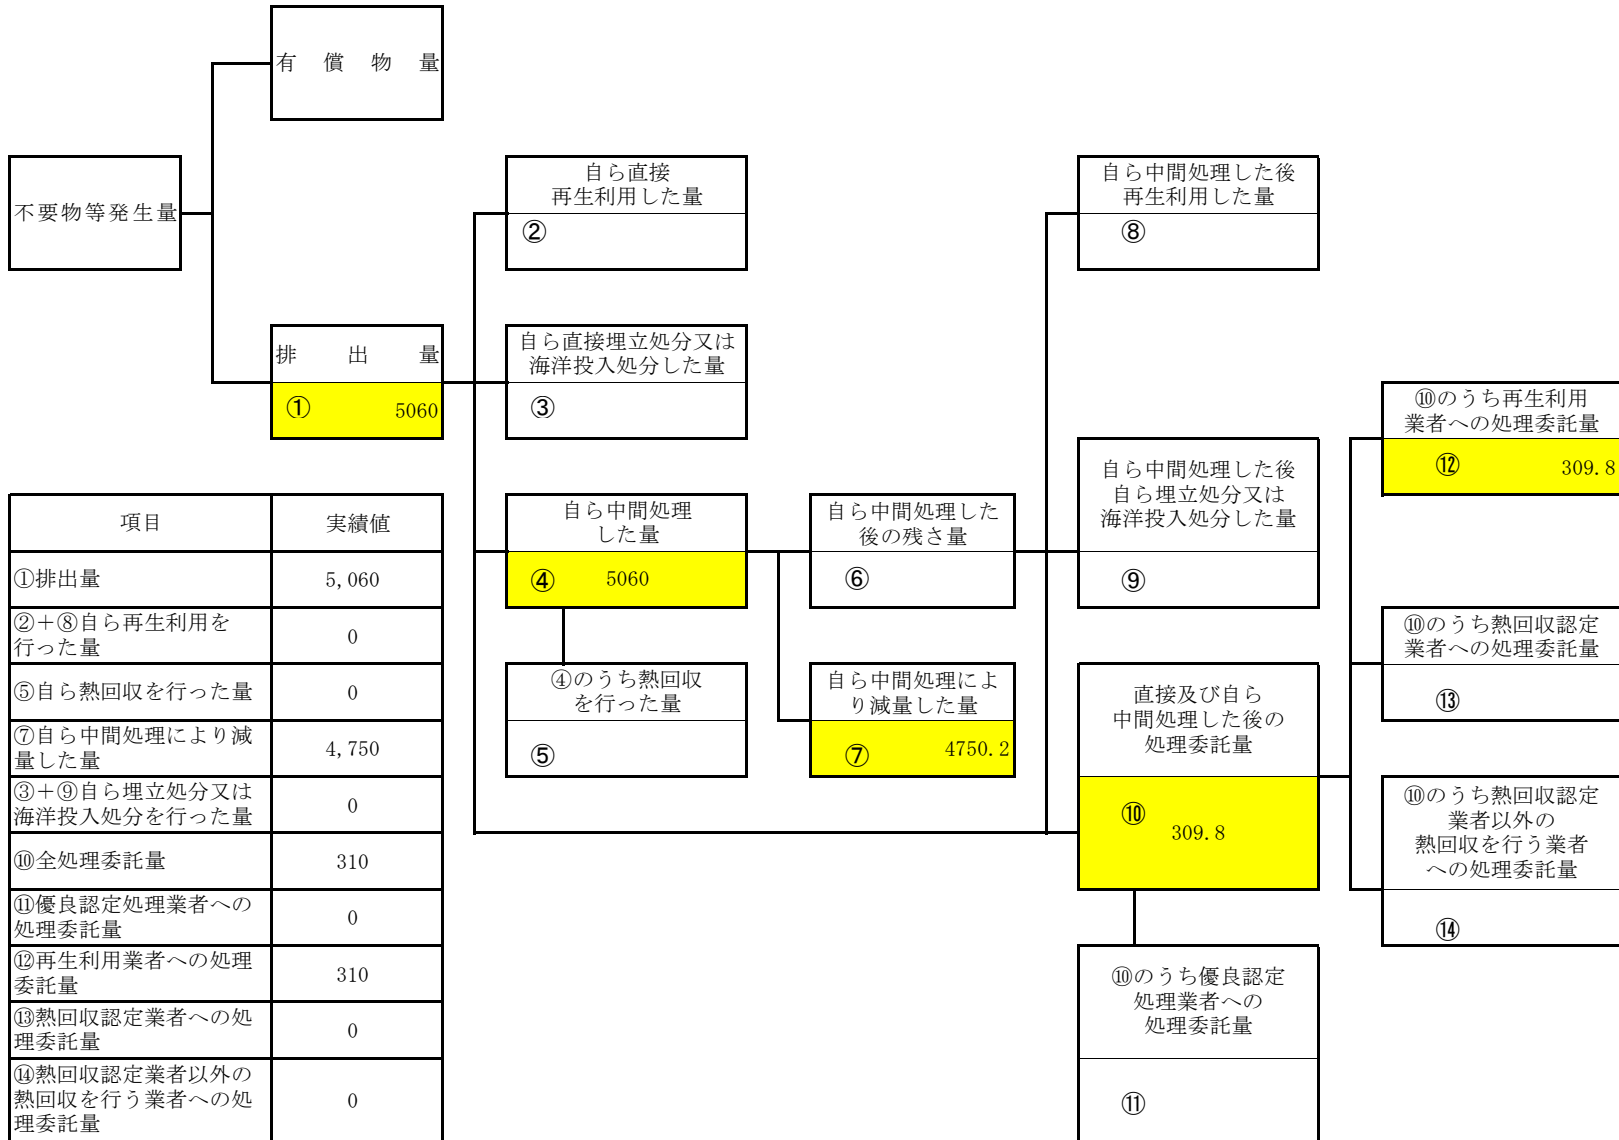 有償物量
不要物等発生量
自ら直接
再生利用した量
②
自ら中間処理した後
再生利用した量
⑧
排出量
① 5060
自ら直接埋立処分又は
海洋投入処分した量
③
⑩のうち再生利用
業者への処理委託量
⑫ 309.8
自ら中間処理
した量
④ 5060
自ら中間処理した
後の残さ量
⑥
自ら中間処理した後
自ら埋立処分又は
海洋投入処分した量
⑨
⑩のうち熱回収認定
業者への処理委託量
⑬
④のうち熱回収
を行った量
⑤
自ら中間処理によ
り減量した量
⑦ 4750.2
直接及び自ら
中間処理した後の
処理委託量
⑩
309.8
⑩のうち熱回収認定
業者以外の
熱回収を行う業者
への処理委託量
⑭
⑩のうち優良認定
処理業者への
処理委託量
⑪
項目 実績値
①排出量 5,060
②＋⑧自ら再生利用を
行った量 0
⑤自ら熱回収を行った量 0
⑦自ら中間処理により減
量した量 4,750
③＋⑨自ら埋立処分又は
海洋投入処分を行った量 0
⑩全処理委託量 310
⑪優良認定処理業者への
処理委託量 0
⑫再生利用業者への処理
委託量 310
⑬熱回収認定業者への処
理委託量 0
⑭熱回収認定業者以外の
熱回収を行う業者への処
理委託量 0